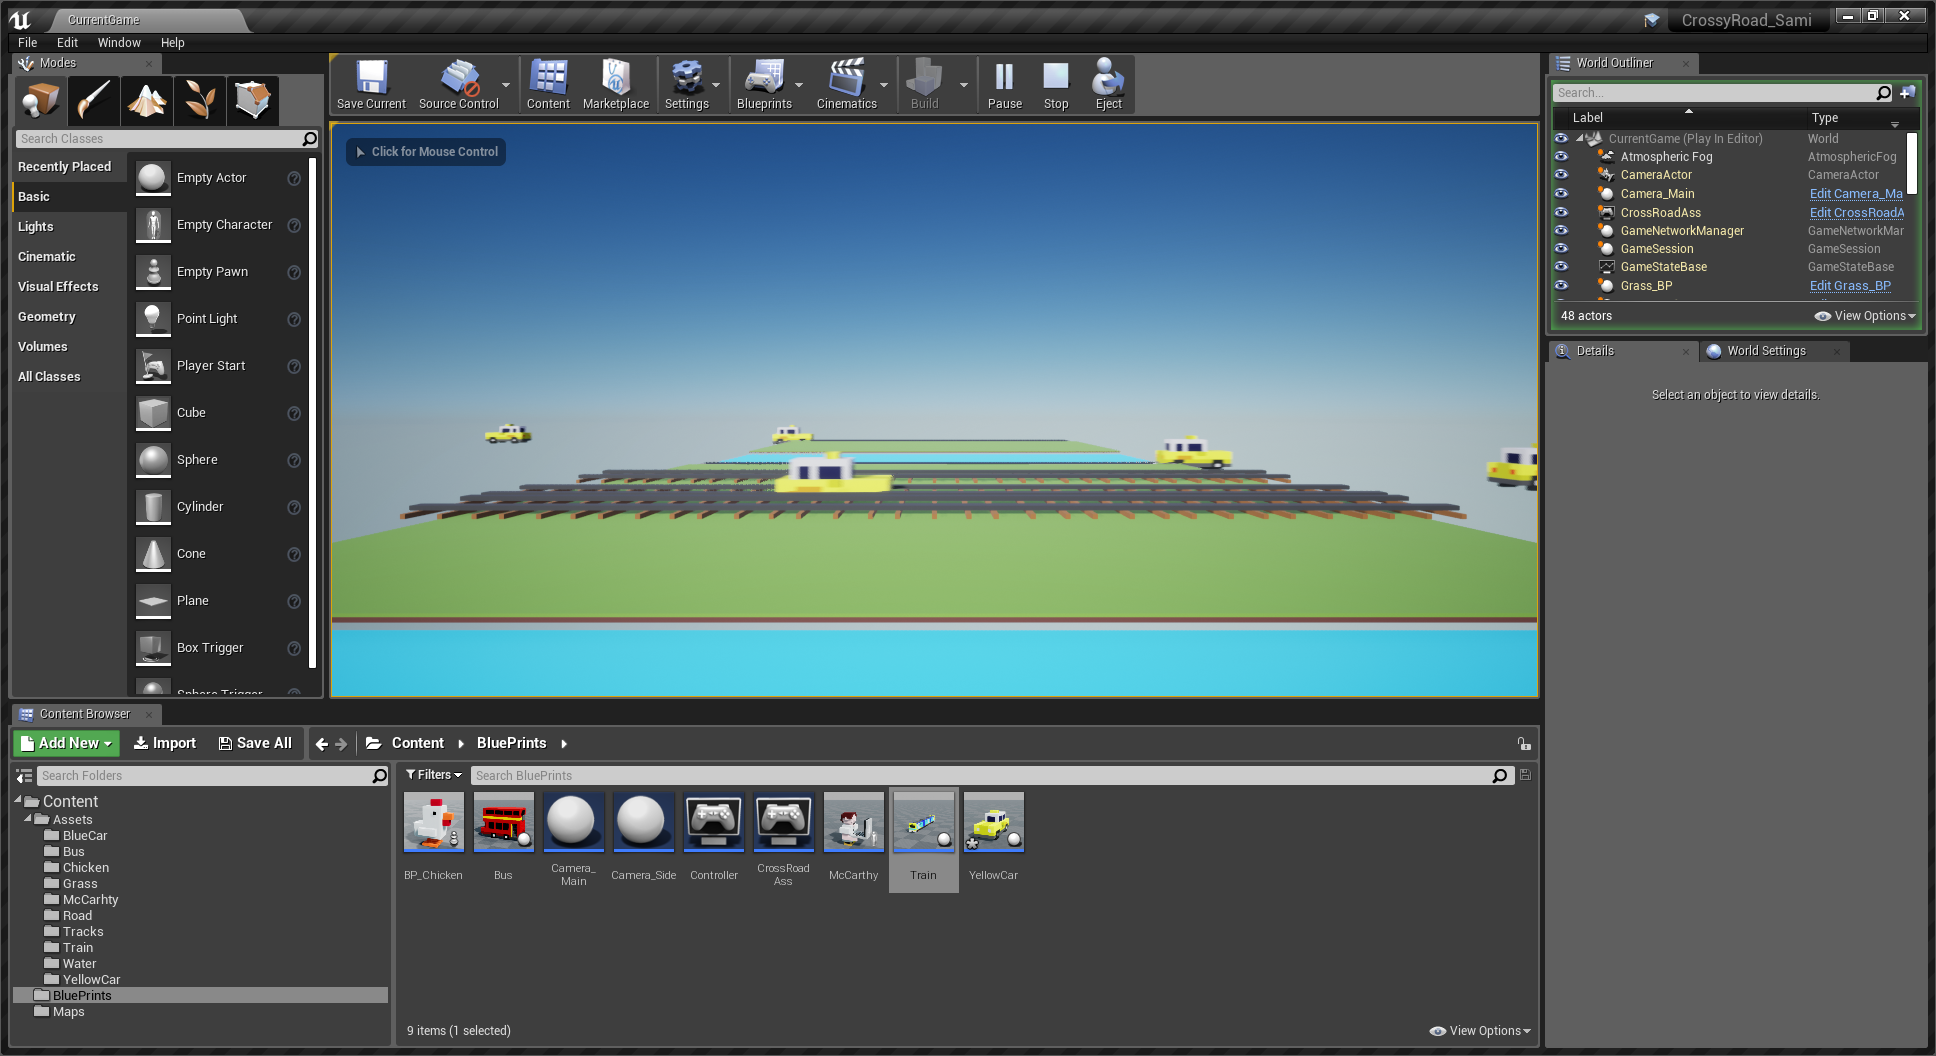 CurrentGame
CrossyRoad_Sami
File Edit Window Help
Modes
Search Classes
Recently Placed
Basic
Lights
Cinematic
Visual Effects
Geometry
Volumes
All Classes
Empty Actor
Empty Character
Empty Pawn
Point Light
Player Start
Cube
Sphere
Cylinder
Cone
Plane
Box Trigger
Sphere Trigger
Save Current
Source Control
Content
Marketplace
Settings
Blueprints
Cinematics
Build
Pause
Stop
Eject
Click for Mouse Control
World Outliner
Search...
Label Type
CurrentGame (Play In Editor) World
Atmospheric Fog AtmosphericFog
CameraActor CameraActor
Camera_Main Edit Camera_Ma
CrossRoadAss Edit CrossRoadA
GameNetworkManager GameNetworkMar
GameSession GameSession
GameStateBase GameStateBase
Grass_BP Edit Grass_BP
48 actors
View Options
Details
World Settings
Select an object to view details.
Content Browser
Add New Import Save All Content BluePrints
Search Folders
Content
Assets
BlueCar
Bus
Chicken
Grass
McCarhty
Road
Tracks
Train
Water
YellowCar
BluePrints
Maps
Filters
Search BluePrints
BP_Chicken
Bus
Camera_
Main
Camera_Side
Controller
CrossRoad
Ass
McCarthy
Train
YellowCar
9 items (1 selected)
View Options